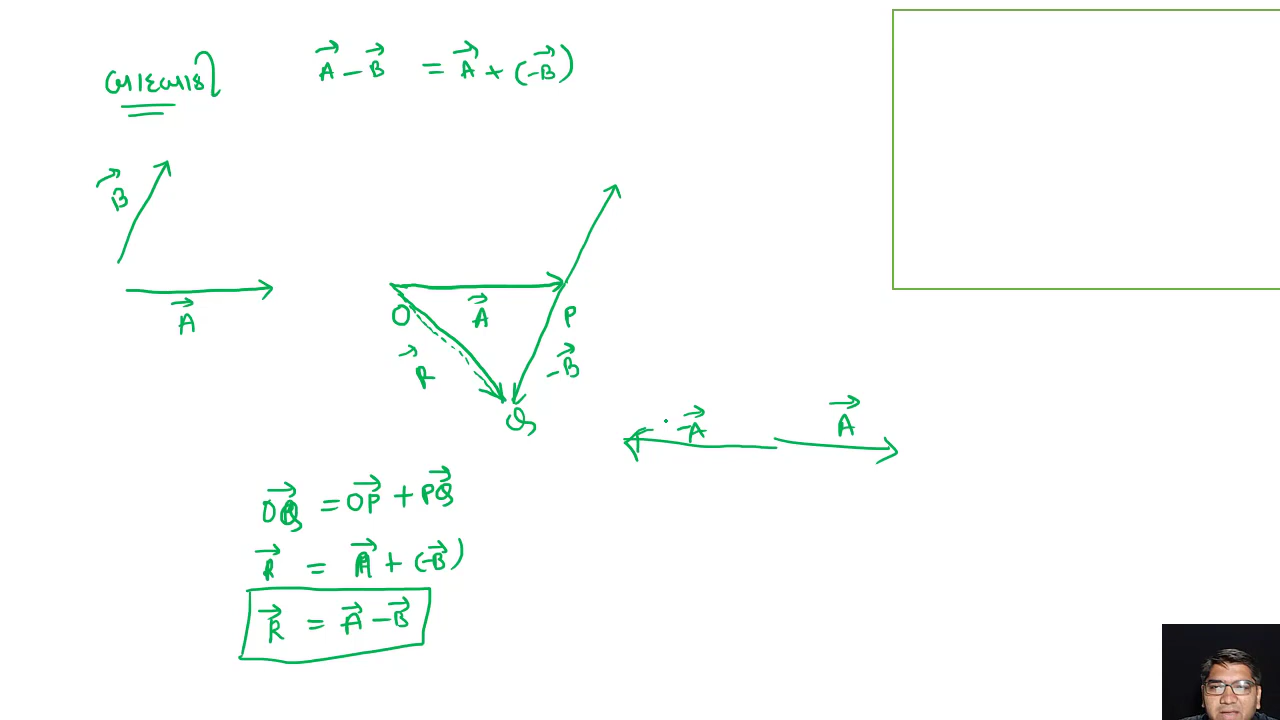 બાદબાકી
A⃗ − B⃗ = A⃗ + (−B⃗)
B⃗
A⃗
O
A⃗
P
R⃗
−B⃗
Q
−A⃗
A⃗
OQ⃗ = OP⃗ + PQ⃗
R⃗ = A⃗ + (−B⃗)
R⃗ = A⃗ − B⃗